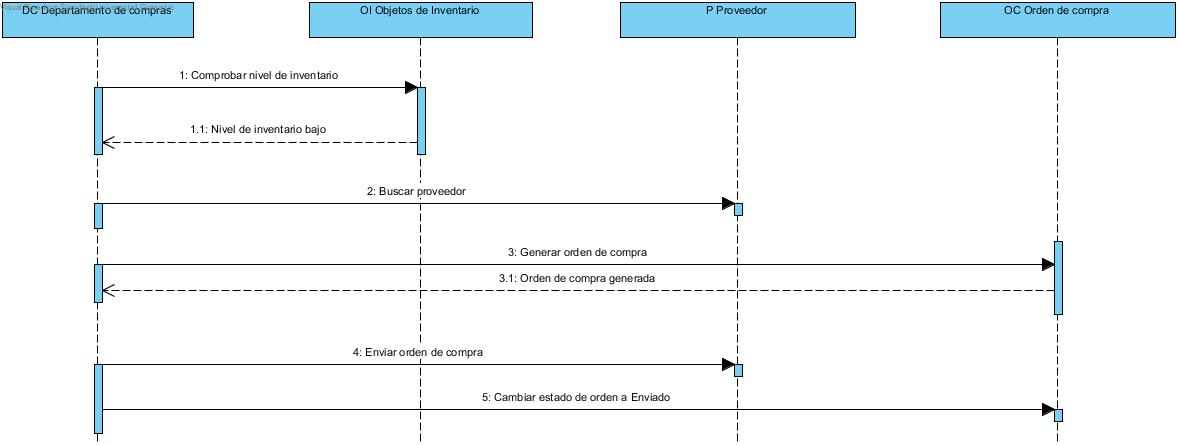 DC Departamento de compras
OI Objetos de Inventario
P Proveedor
OC Orden de compra
1: Comprobar nivel de inventario
1.1: Nivel de inventario bajo
2: Buscar proveedor
3: Generar orden de compra
3.1: Orden de compra generada
4: Enviar orden de compra
5: Cambiar estado de orden a Enviado